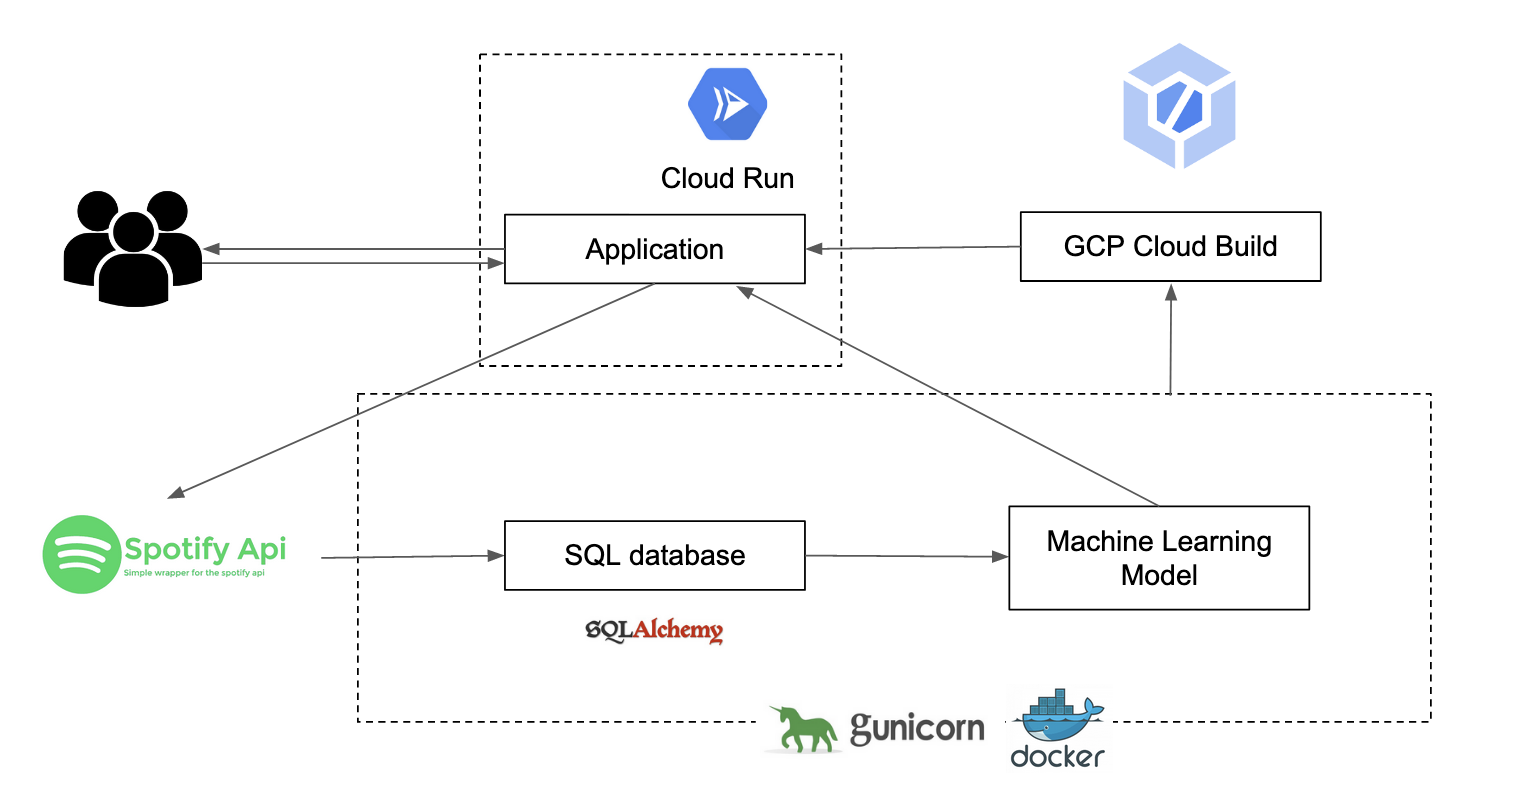 Cloud Run
Application
GCP Cloud Build
Spotify Api
Simple wrapper for the spotify api
SQL database
Machine Learning
Model
SQLAlchemy
gunicorn
docker